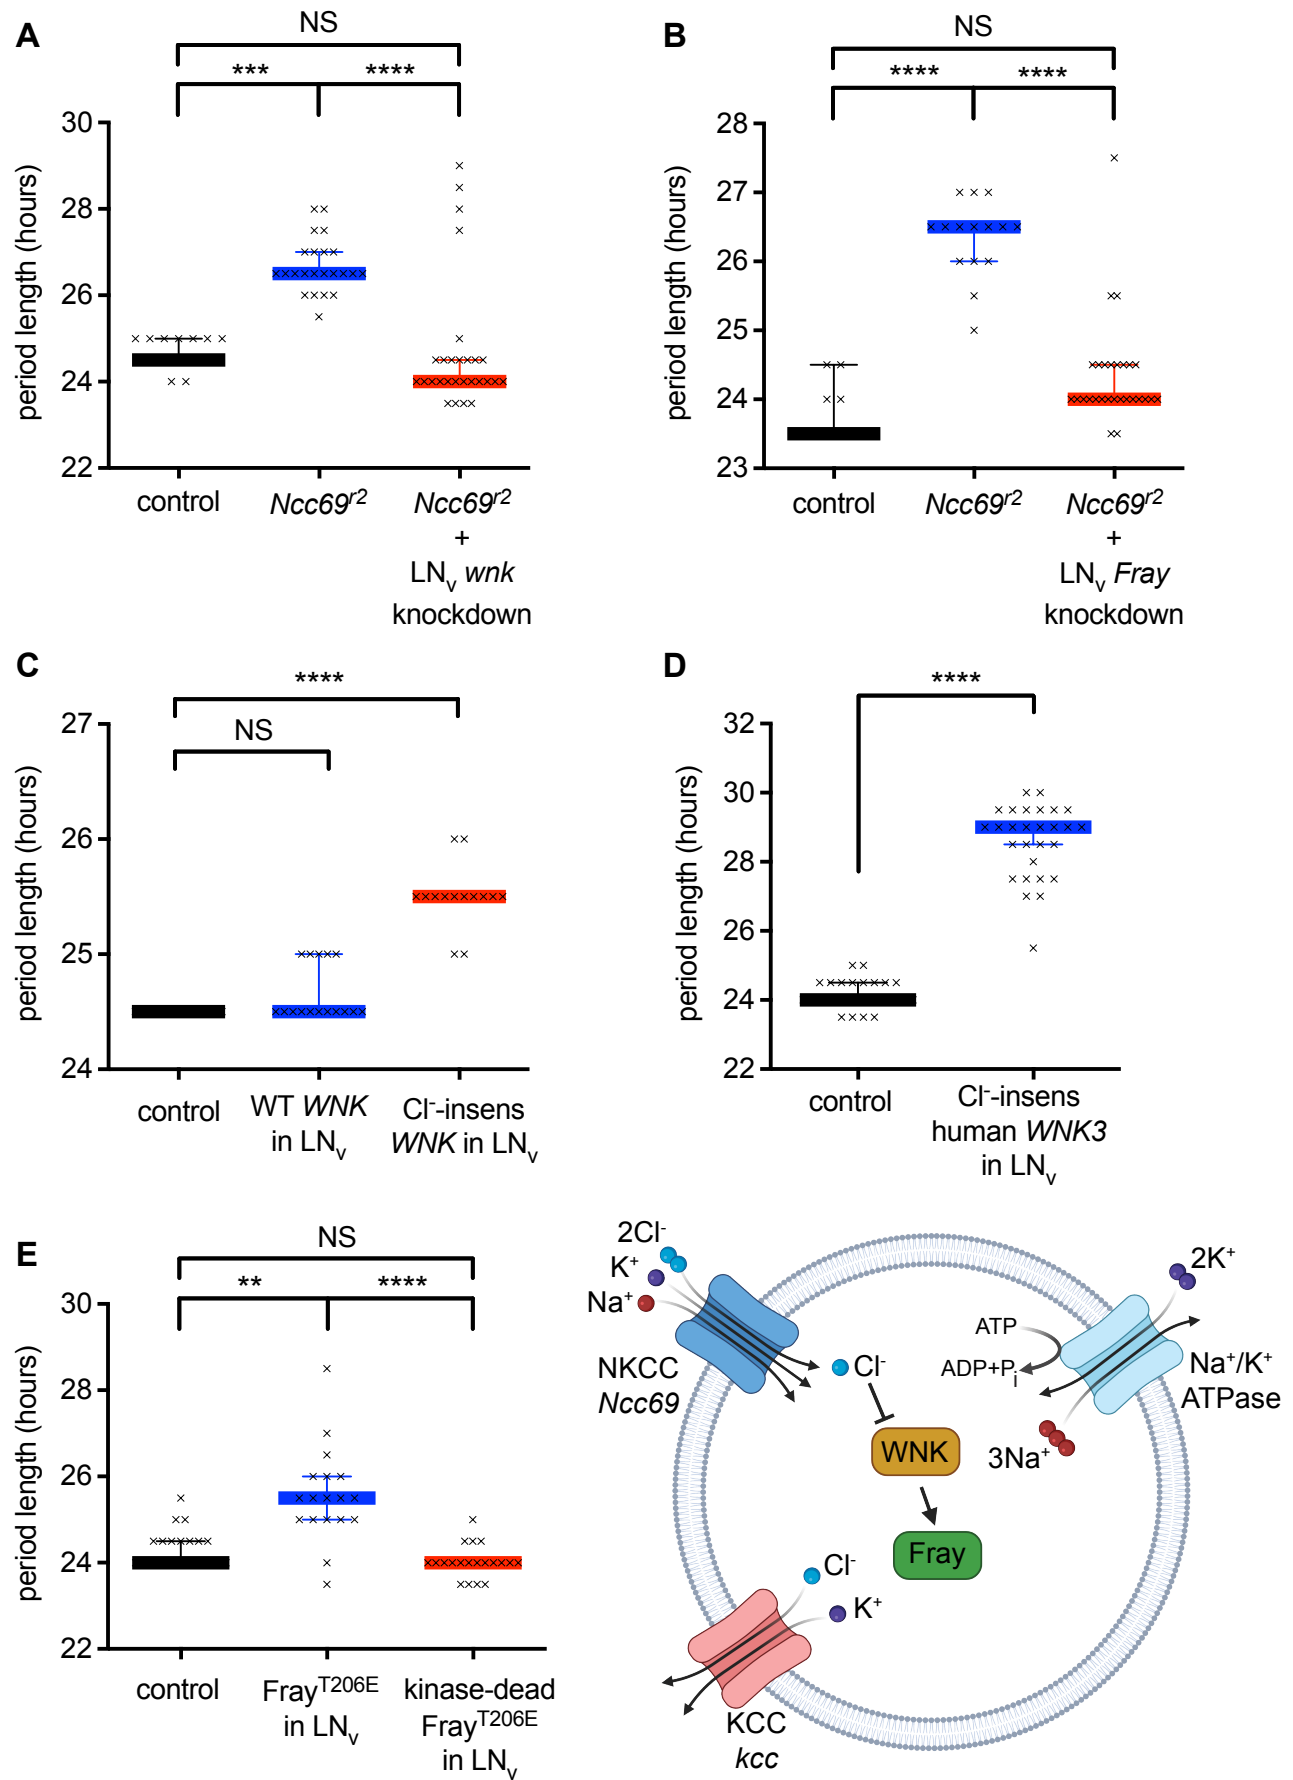 A
NS
*** ****
30
28
26
24
22
period length (hours)
control
Ncc69r2
Ncc69r2
+
LNv wnk
knockdown
B
NS
**** ****
28
27
26
25
24
23
period length (hours)
control
Ncc69r2
Ncc69r2
+
LNv Fray
knockdown
C
****
NS
27
26
25
24
period length (hours)
control
WT WNK
in LNv
Cl--insens
WNK in LNv
D
****
32
30
28
26
24
22
period length (hours)
control
Cl--insens
human WNK3
in LNv
E
NS
** ****
30
28
26
24
22
period length (hours)
control
FrayT206E
in LNv
kinase-dead
FrayT206E
in LNv
2Cl-
K+
Na+
NKCC
Ncc69
Cl-
WNK
Fray
ATP
ADP+Pi
2K+
Na+/K+
ATPase
3Na+
Cl-
K+
KCC
kcc